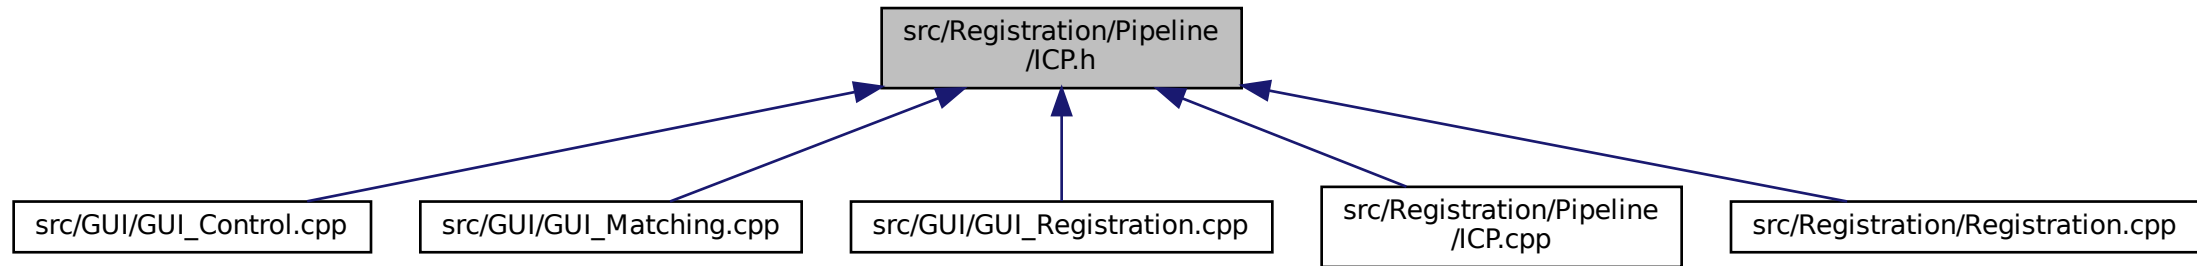 src/Registration/Pipeline
/ICP.h
src/GUI/GUI_Control.cpp
src/GUI/GUI_Matching.cpp
src/GUI/GUI_Registration.cpp
src/Registration/Pipeline
/ICP.cpp
src/Registration/Registration.cpp